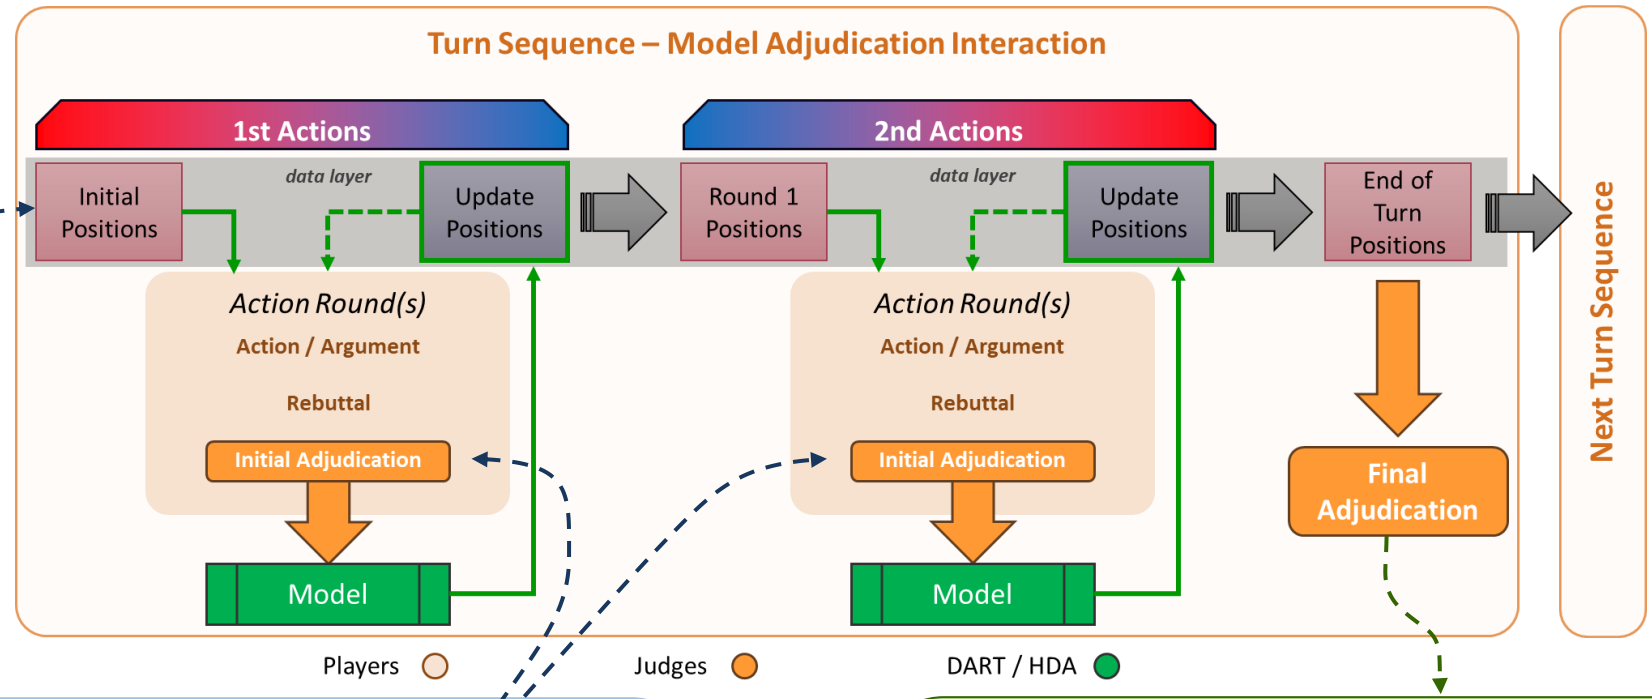 Turn Sequence – Model Adjudication Interaction
1st Actions
2nd Actions
Initial
Positions
data layer
Update
Positions
Round 1
Positions
data layer
Update
Positions
End of
Turn
Positions
Action Round(s)
Action / Argument
Rebuttal
Initial Adjudication
Model
Action Round(s)
Action / Argument
Rebuttal
Initial Adjudication
Model
Final
Adjudication
Next Turn Sequence
Players
Judges
DART / HDA